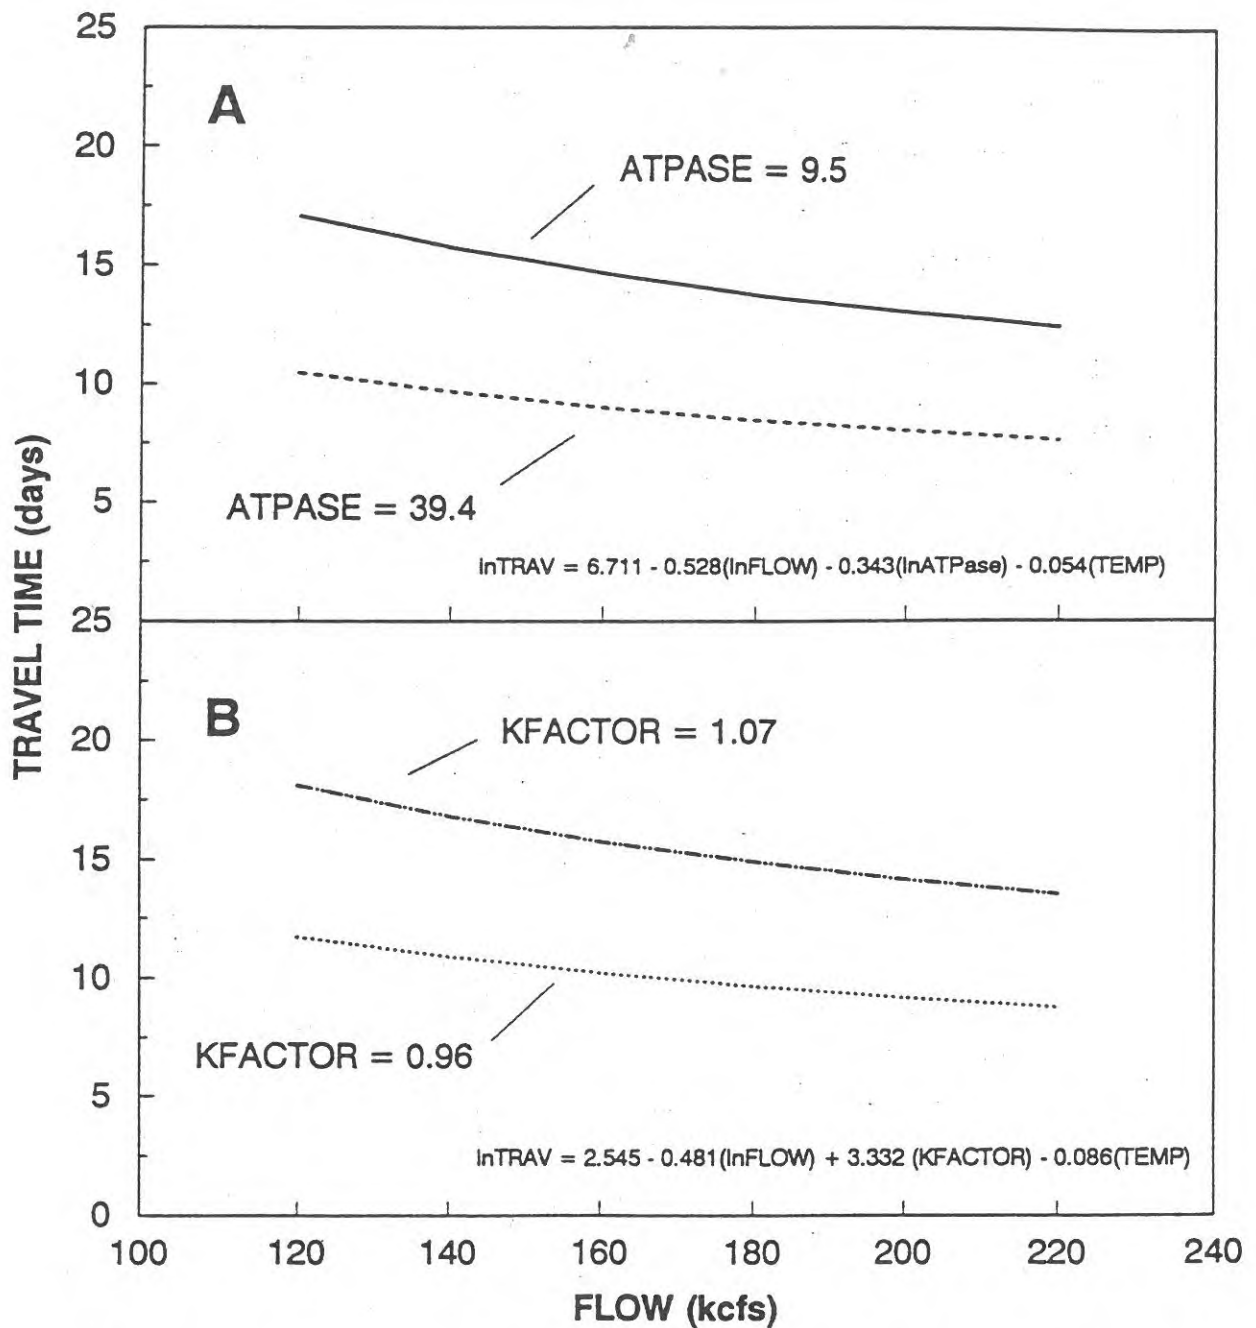 25
A
20
ATPASE = 9.5
15
10
5
ATPASE = 39.4
lnTRAV = 6.711 - 0.528(lnFLOW) - 0.343(lnATPase) - 0.054(TEMP)
TRAVEL TIME (days)
25
B
KFACTOR = 1.07
20
15
10
KFACTOR = 0.96
5
lnTRAV = 2.545 - 0.481(lnFLOW) + 3.332 (KFACTOR) - 0.086(TEMP)
0
100 120 140 160 180 200 220 240
FLOW (kcfs)